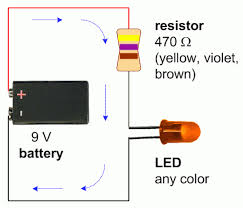 resistor
470 Ω
(yellow, violet,
brown)
+
-
9 V
battery
LED
any color